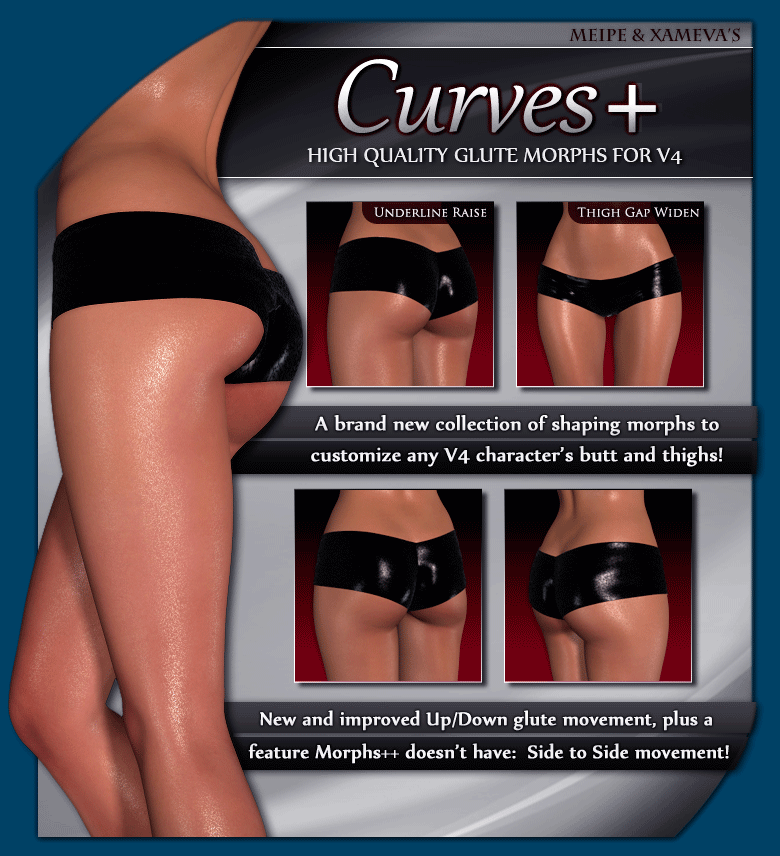 MEIPE & XAMEVA'S
Curves+
HIGH QUALITY GLUTE MORPHS FOR V4
UNDERLINE RAISE
THIGH GAP WIDEN
A brand new collection of shaping morphs to
customize any V4 character's butt and thighs!
New and improved Up/Down glute movement, plus a
feature Morphs++ doesn't have: Side to Side movement!